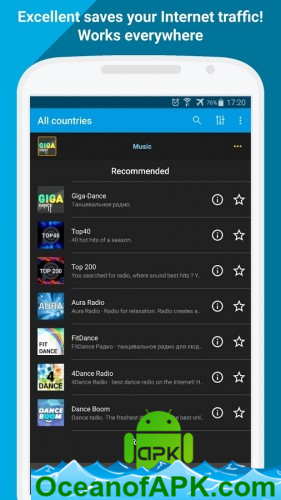 Excellent saves your Internet traffic!
Works everywhere
76% 17:20
All countries
GIGA
Music
Recommended
GIGA
Giga-Dance
Танцевальное радио.
TOP40
Top40
40 hot hits of a season.
TOP 200
Top 200
You searched for radio, where sound best hits ? Y..
AURA
Aura Radio
Aura Radio - Radio for relaxation. Radio creates a..
FIT
DANCE
FitDance
FitDance Радио - танцевальное радио для люд..
4
DANCE
4Dance Radio
4Dance Radio - best dance radio on the Internet! H..
DANCE
BOOM
Dance Boom
Dance radio. The freshest da
best onli..
apk
OceanofAPK.com